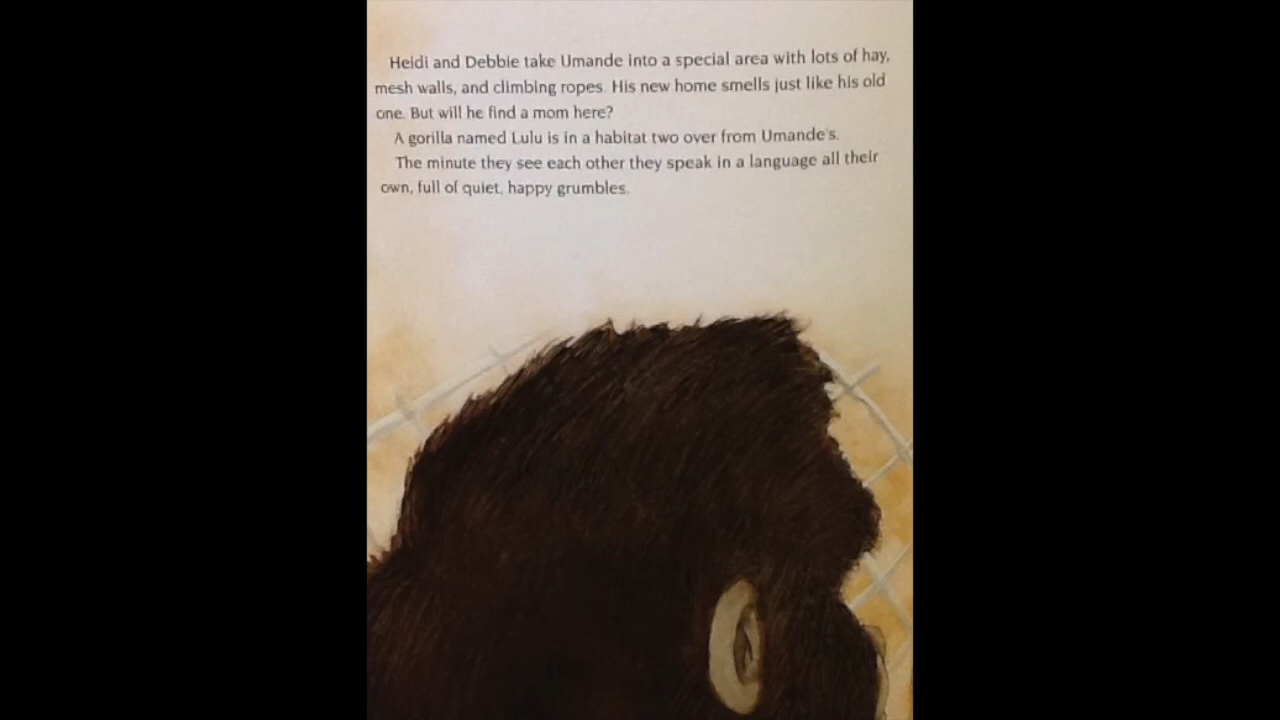 Heidi and Debbie take Umande into a special area with lots of hay,
mesh walls, and climbing ropes. His new home smells just like his old
one. But will he find a mom here?
A gorilla named Lulu is in a habitat two over from Umande's.
The minute they see each other they speak in a language all their
own, full of quiet, happy grumbles.